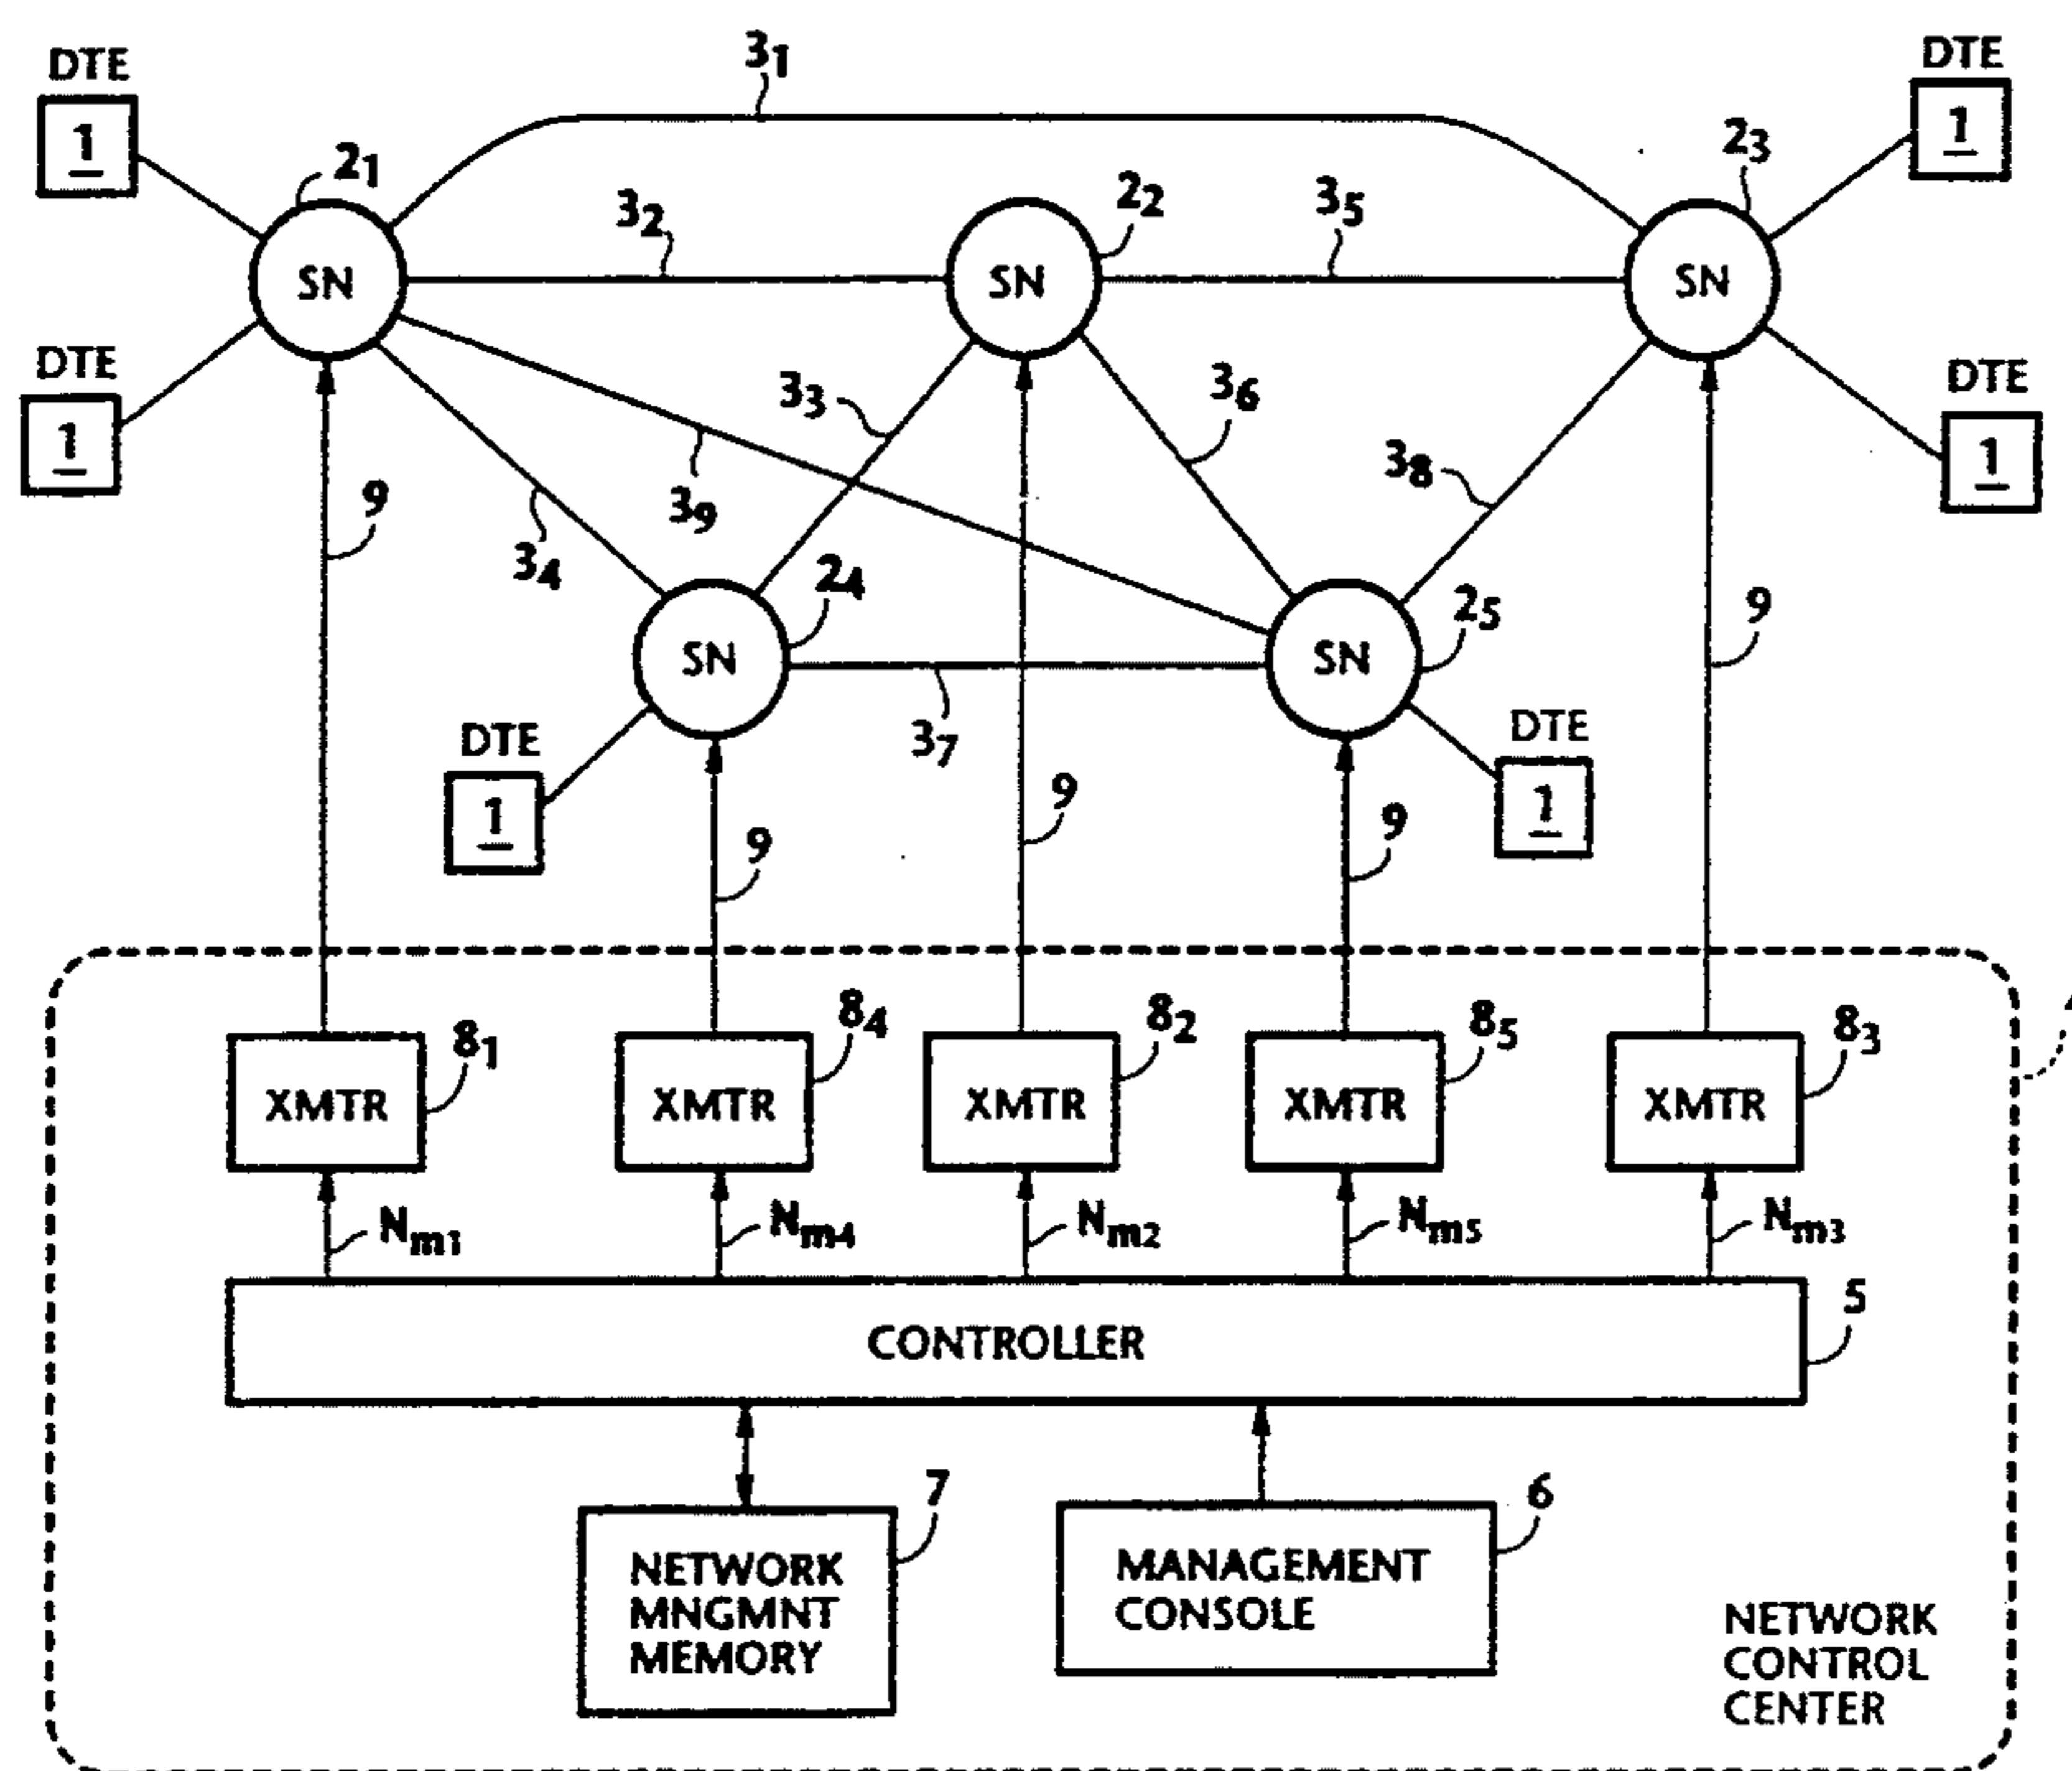 3₁
DTE
1
DTE
1
2₁
2₂
2₃
3₂
3₅
SN
SN
SN
DTE
1
DTE
1
3₃
3₆
3₈
3₉
3₄
9
2₄
2₅
9
SN
SN
3₇
DTE
1
DTE
1
9
9
9
8₁
8₄
8₂
8₅
8₃
XMTR
XMTR
XMTR
XMTR
XMTR
Nm1
Nm4
Nm2
Nm5
Nm3
5
CONTROLLER
7
6
NETWORK
MNGMNT
MEMORY
MANAGEMENT
CONSOLE
NETWORK
CONTROL
CENTER